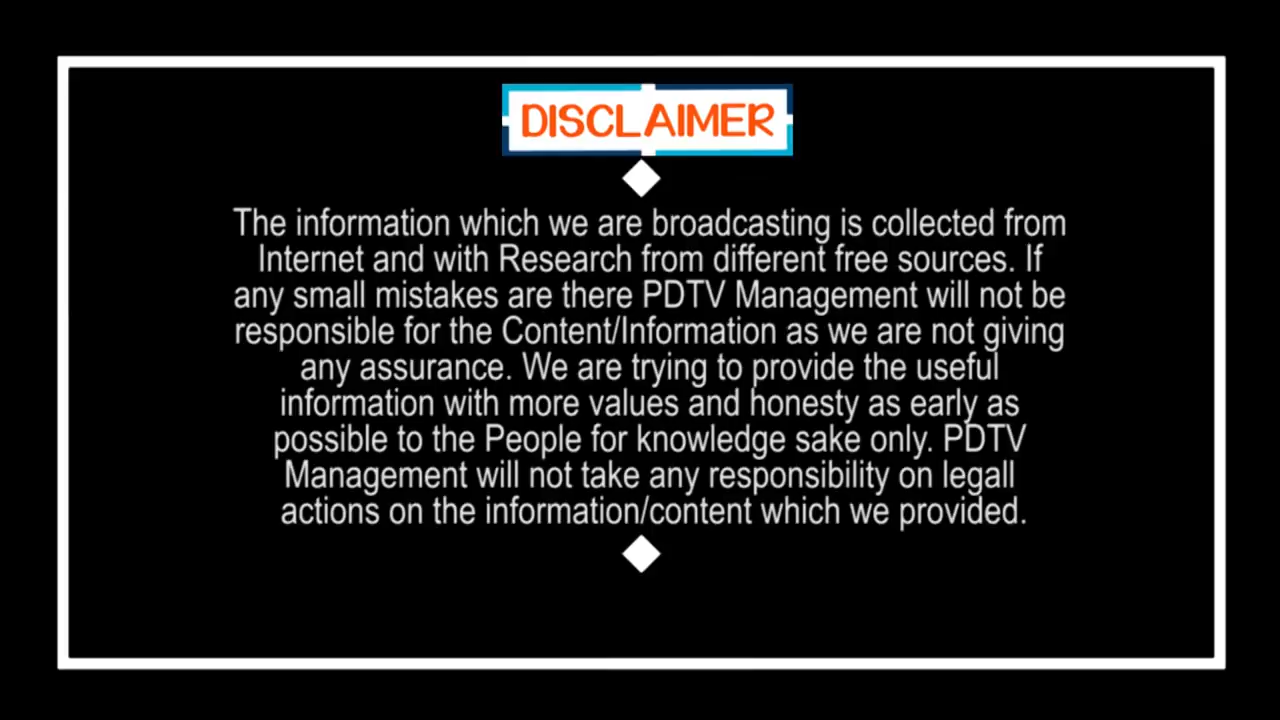 DISCLAIMER
The information which we are broadcasting is collected from
Internet and with Research from different free sources. If
any small mistakes are there PDTV Management will not be
responsible for the Content/Information as we are not giving
any assurance. We are trying to provide the useful
information with more values and honesty as early as
possible to the People for knowledge sake only. PDTV
Management will not take any responsibility on legall
actions on the information/content which we provided.